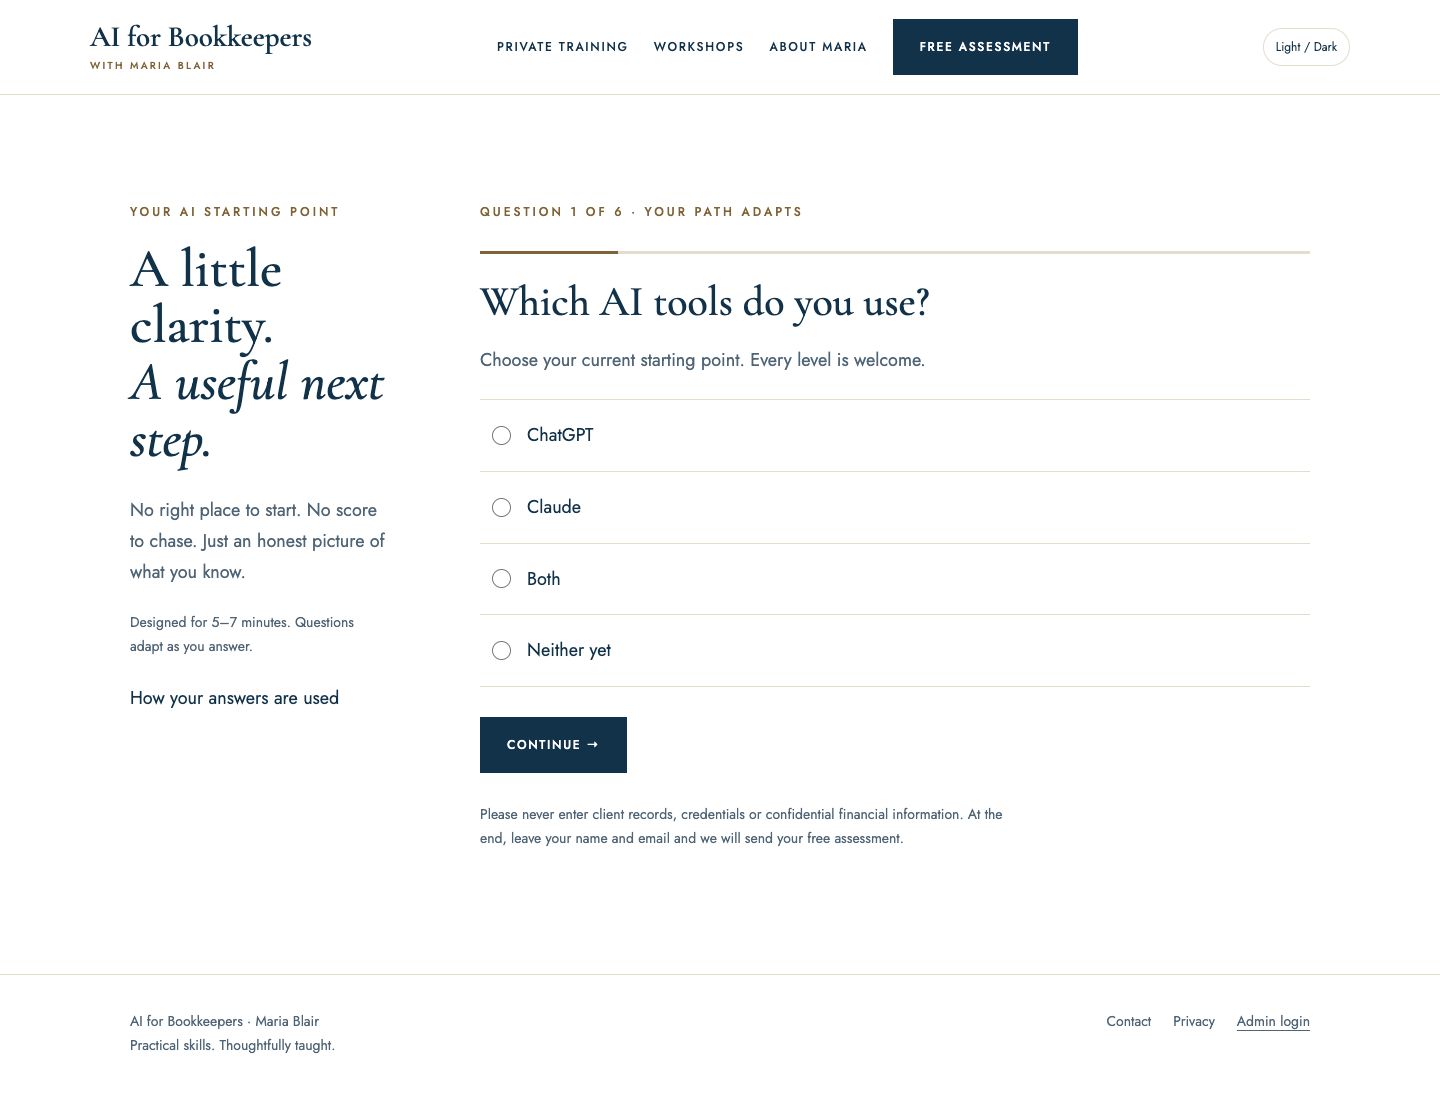 AI for Bookkeepers
WITH MARIA BLAIR
PRIVATE TRAINING
WORKSHOPS
ABOUT MARIA
FREE ASSESSMENT
Light / Dark
YOUR AI STARTING POINT
A little
clarity.
A useful next
step.
No right place to start. No score
to chase. Just an honest picture of
what you know.
Designed for 5–7 minutes. Questions
adapt as you answer.
How your answers are used
QUESTION 1 OF 6 · YOUR PATH ADAPTS
Which AI tools do you use?
Choose your current starting point. Every level is welcome.
ChatGPT
Claude
Both
Neither yet
CONTINUE →
Please never enter client records, credentials or confidential financial information. At the
end, leave your name and email and we will send your free assessment.
AI for Bookkeepers · Maria Blair
Practical skills. Thoughtfully taught.
Contact
Privacy
Admin login